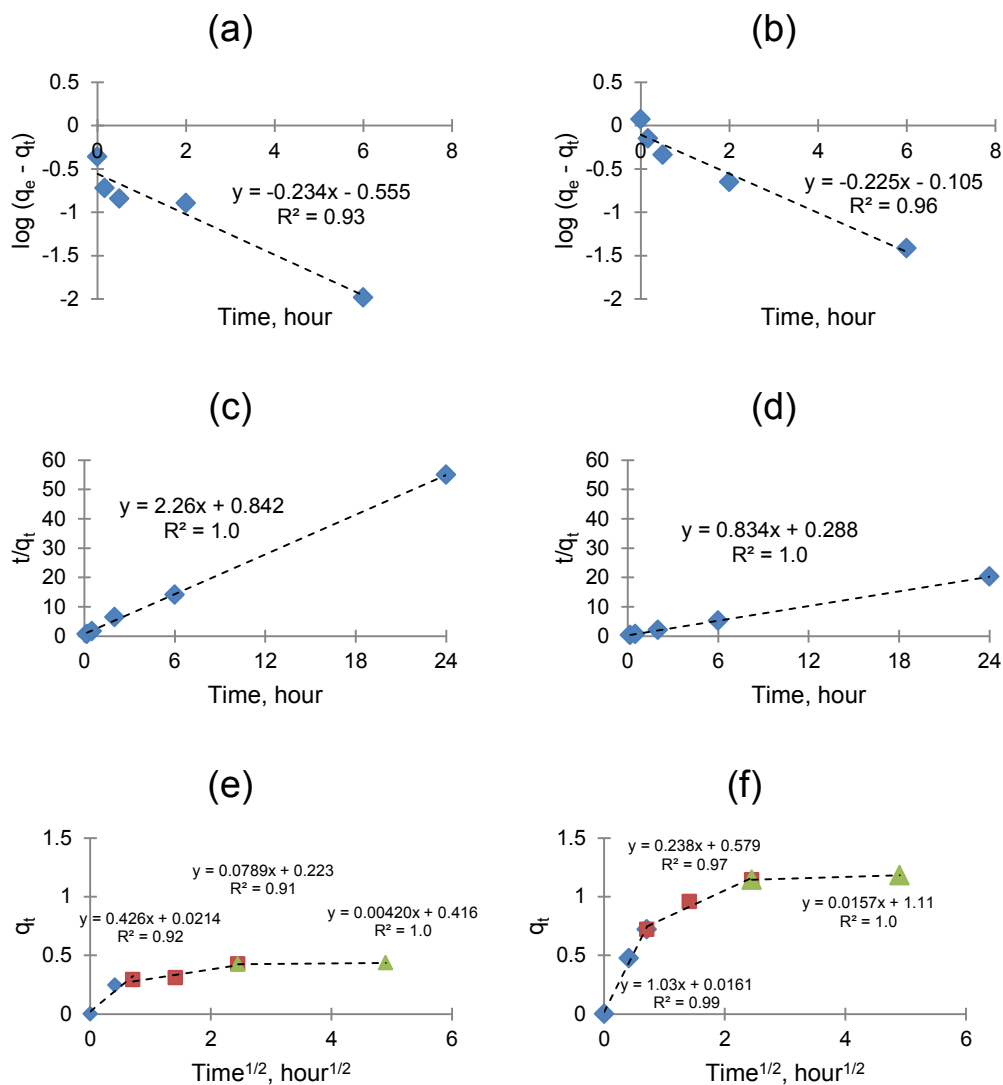 (a)
0.5
0
-0.5
-1
-1.5
-2
0 2 4 6 8
y = -0.234x - 0.555
R² = 0.93
log (qₑ - qₜ)
Time, hour
(b)
0.5
0
-0.5
-1
-1.5
-2
0 2 4 6 8
y = -0.225x - 0.105
R² = 0.96
log (qₑ - qₜ)
Time, hour
(c)
60
50
40
30
20
10
0
y = 2.26x + 0.842
R² = 1.0
t/qₜ
0 6 12 18 24
Time, hour
(d)
60
50
40
30
20
10
0
y = 0.834x + 0.288
R² = 1.0
t/qₜ
0 6 12 18 24
Time, hour
(e)
1.5
1
0.5
0
y = 0.0789x + 0.223
R² = 0.91
y = 0.426x + 0.0214
R² = 0.92
y = 0.00420x + 0.416
R² = 1.0
qₜ
0 2 4 6
Time¹/², hour¹/²
(f)
1.5
1
0.5
0
y = 0.238x + 0.579
R² = 0.97
y = 0.0157x + 1.11
R² = 1.0
y = 1.03x + 0.0161
R² = 0.99
qₜ
0 2 4 6
Time¹/², hour¹/²